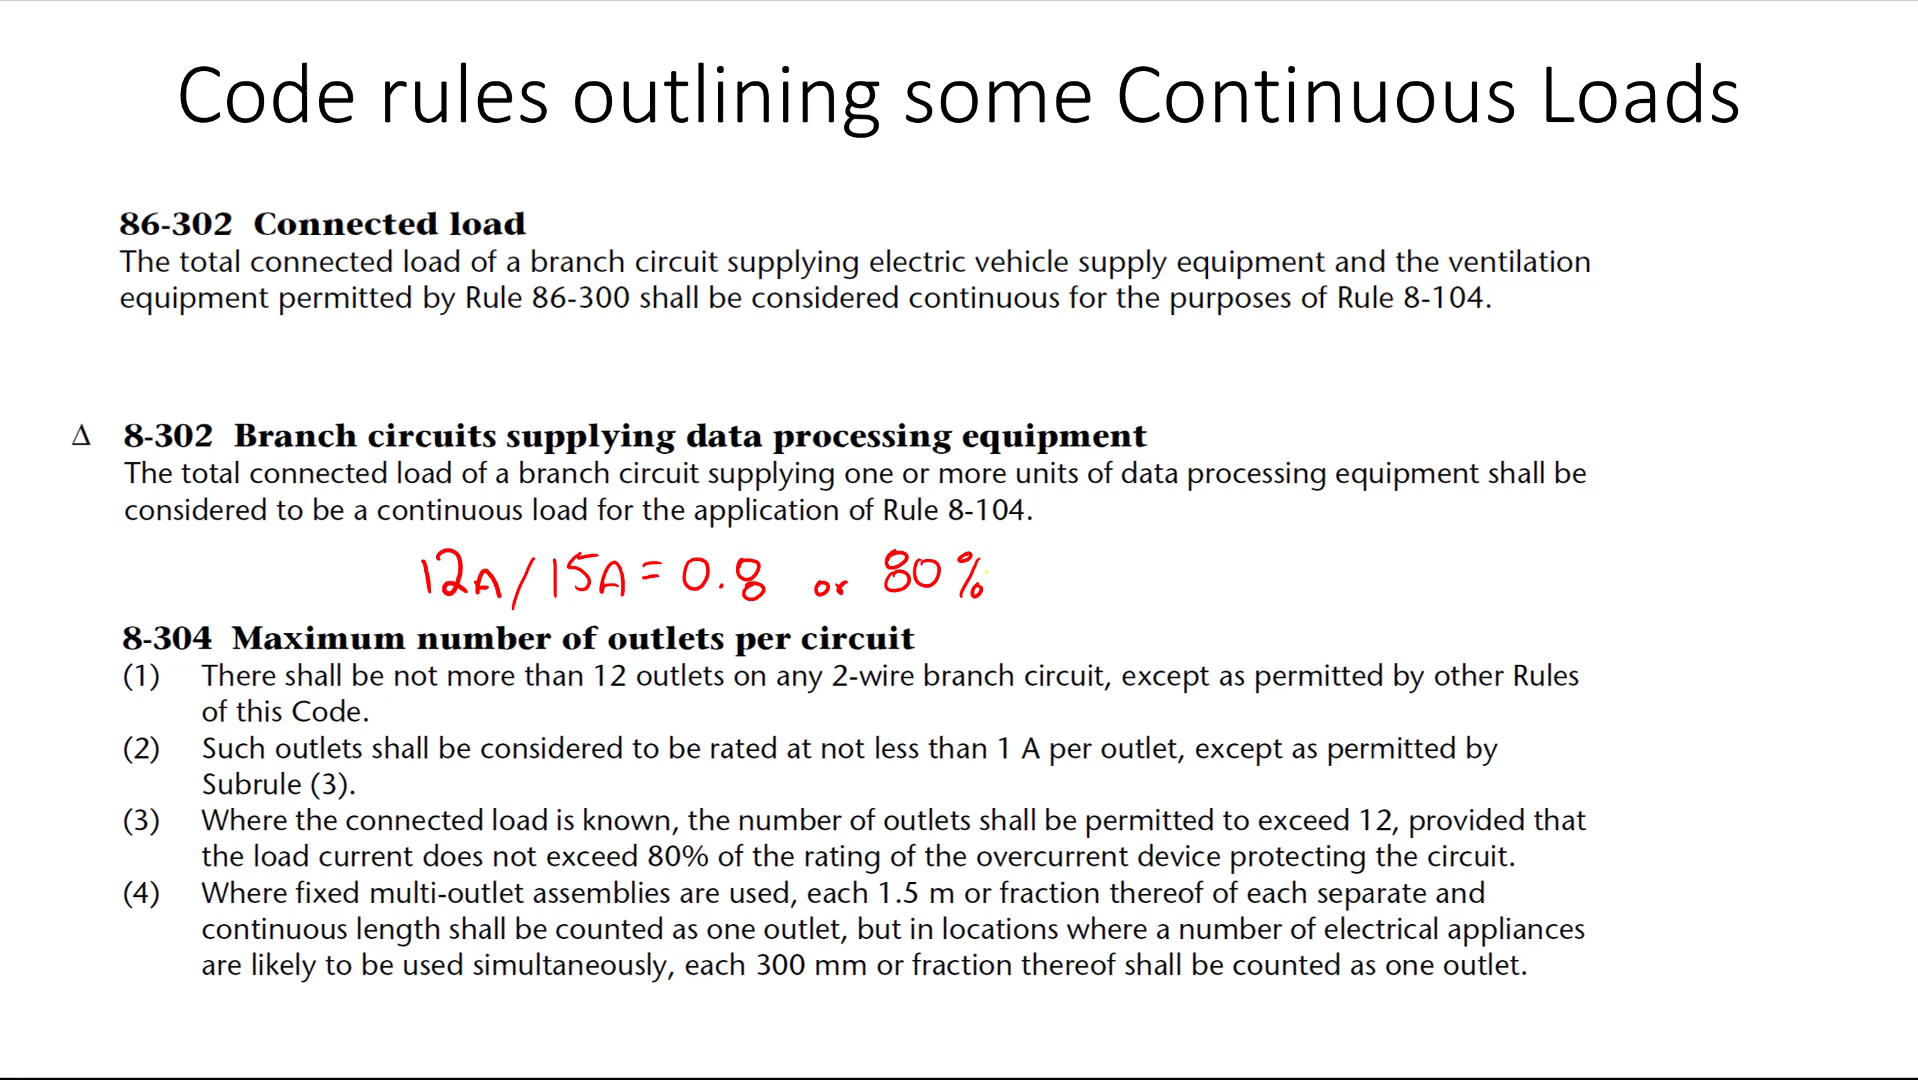 Code rules outlining some Continuous Loads
86-302 Connected load
The total connected load of a branch circuit supplying electric vehicle supply equipment and the ventilation
equipment permitted by Rule 86-300 shall be considered continuous for the purposes of Rule 8-104.
Δ 8-302 Branch circuits supplying data processing equipment
The total connected load of a branch circuit supplying one or more units of data processing equipment shall be
considered to be a continuous load for the application of Rule 8-104.
12A/15A = 0.8 or 80%
8-304 Maximum number of outlets per circuit
(1) There shall be not more than 12 outlets on any 2-wire branch circuit, except as permitted by other Rules
of this Code.
(2) Such outlets shall be considered to be rated at not less than 1 A per outlet, except as permitted by
Subrule (3).
(3) Where the connected load is known, the number of outlets shall be permitted to exceed 12, provided that
the load current does not exceed 80% of the rating of the overcurrent device protecting the circuit.
(4) Where fixed multi-outlet assemblies are used, each 1.5 m or fraction thereof of each separate and
continuous length shall be counted as one outlet, but in locations where a number of electrical appliances
are likely to be used simultaneously, each 300 mm or fraction thereof shall be counted as one outlet.